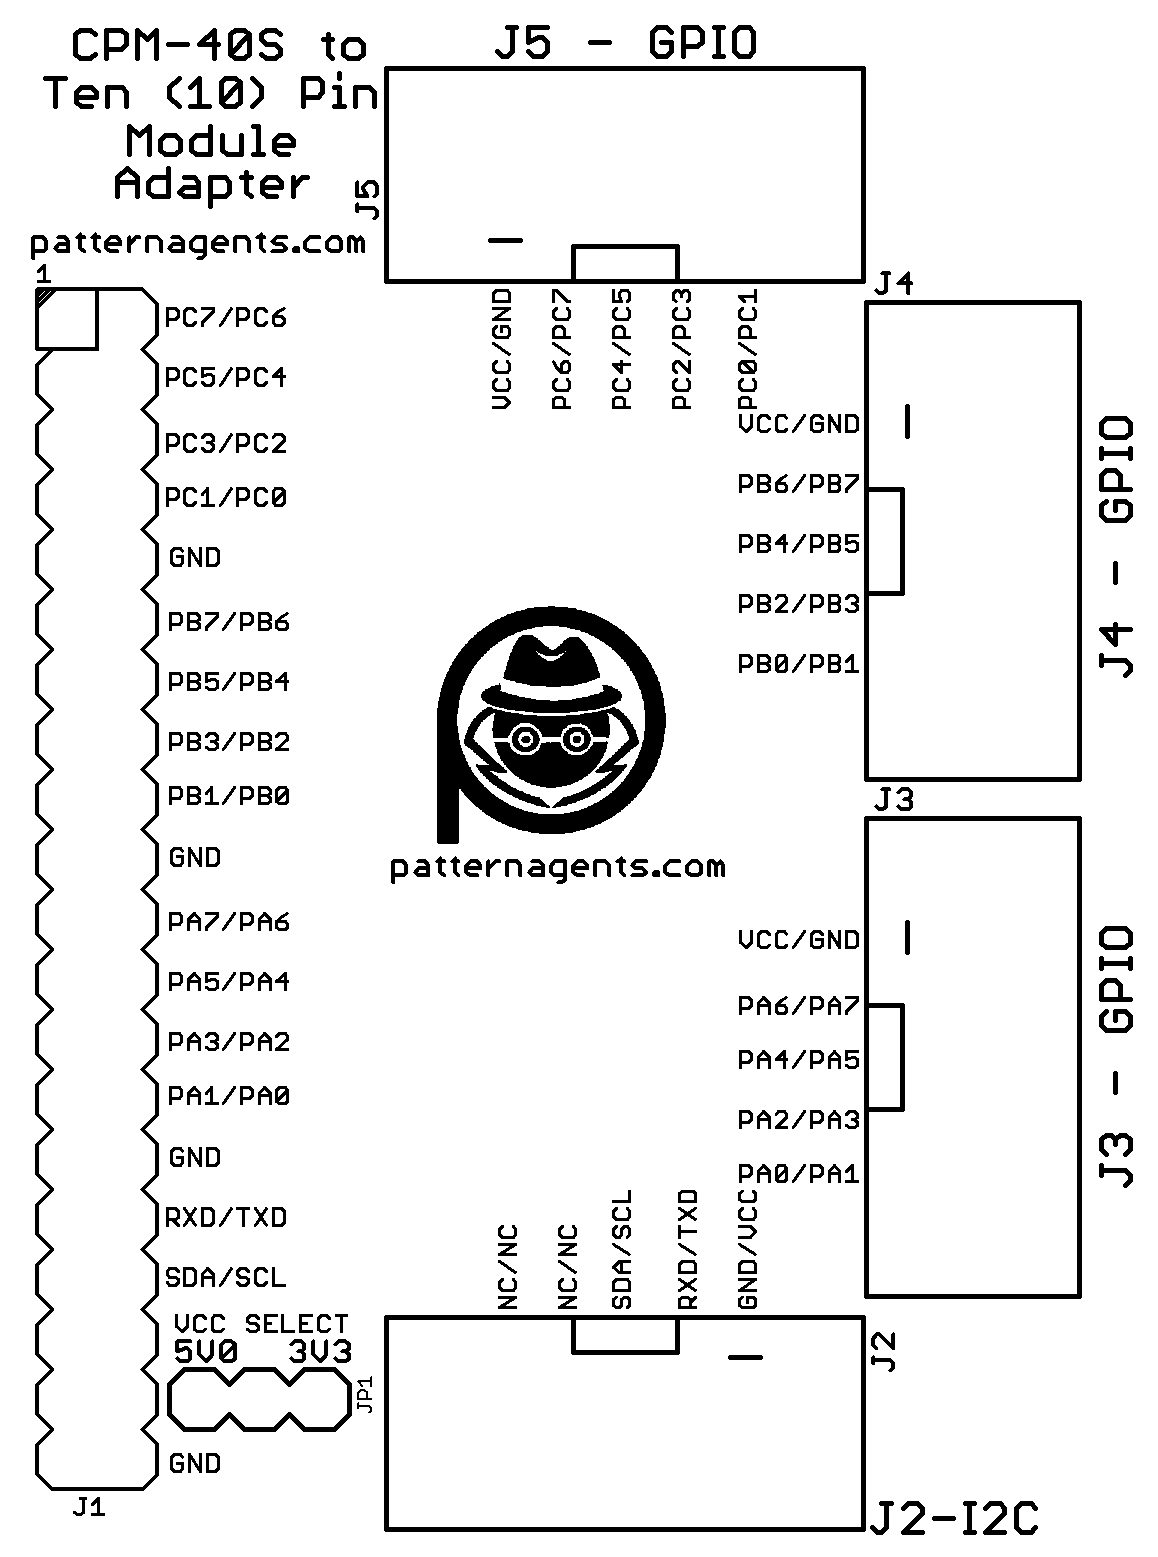 CPM-40S to
Ten (10) Pin
Module
Adapter
patternagents.com
J5 - GPIO
J5
VCC/GND
PC6/PC7
PC4/PC5
PC2/PC3
PC0/PC1
1
PC7/PC6
PC5/PC4
PC3/PC2
PC1/PC0
GND
PB7/PB6
PB5/PB4
PB3/PB2
PB1/PB0
GND
PA7/PA6
PA5/PA4
PA3/PA2
PA1/PA0
GND
RXD/TXD
SDA/SCL
VCC SELECT
5V0 3V3
JP1
GND
J1
patternagents.com
J4
VCC/GND
PB6/PB7
PB4/PB5
PB2/PB3
PB0/PB1
J4 - GPIO
J3
VCC/GND
PA6/PA7
PA4/PA5
PA2/PA3
PA0/PA1
J3 - GPIO
NC/NC
NC/NC
SDA/SCL
RXD/TXD
GND/VCC
J2
J2-I2C